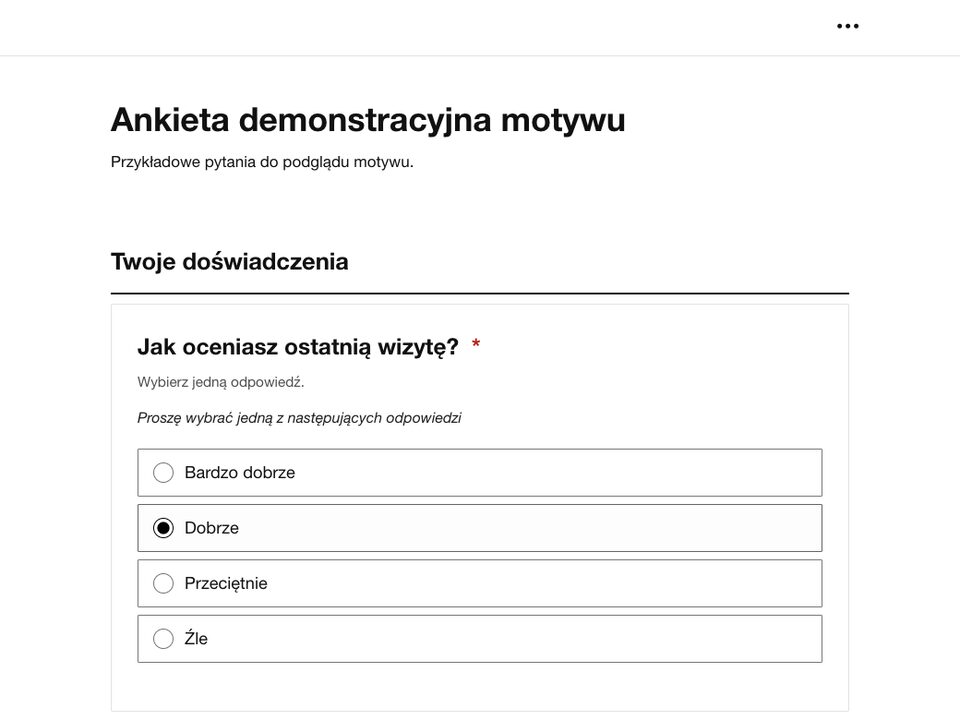 Ankieta demonstracyjna motywu
Przykładowe pytania do podglądu motywu.
Twoje doświadczenia
Jak oceniasz ostatnią wizytę? *
Wybierz jedną odpowiedź.
Proszę wybrać jedną z następujących odpowiedzi
Bardzo dobrze
Dobrze
Przeciętnie
Źle